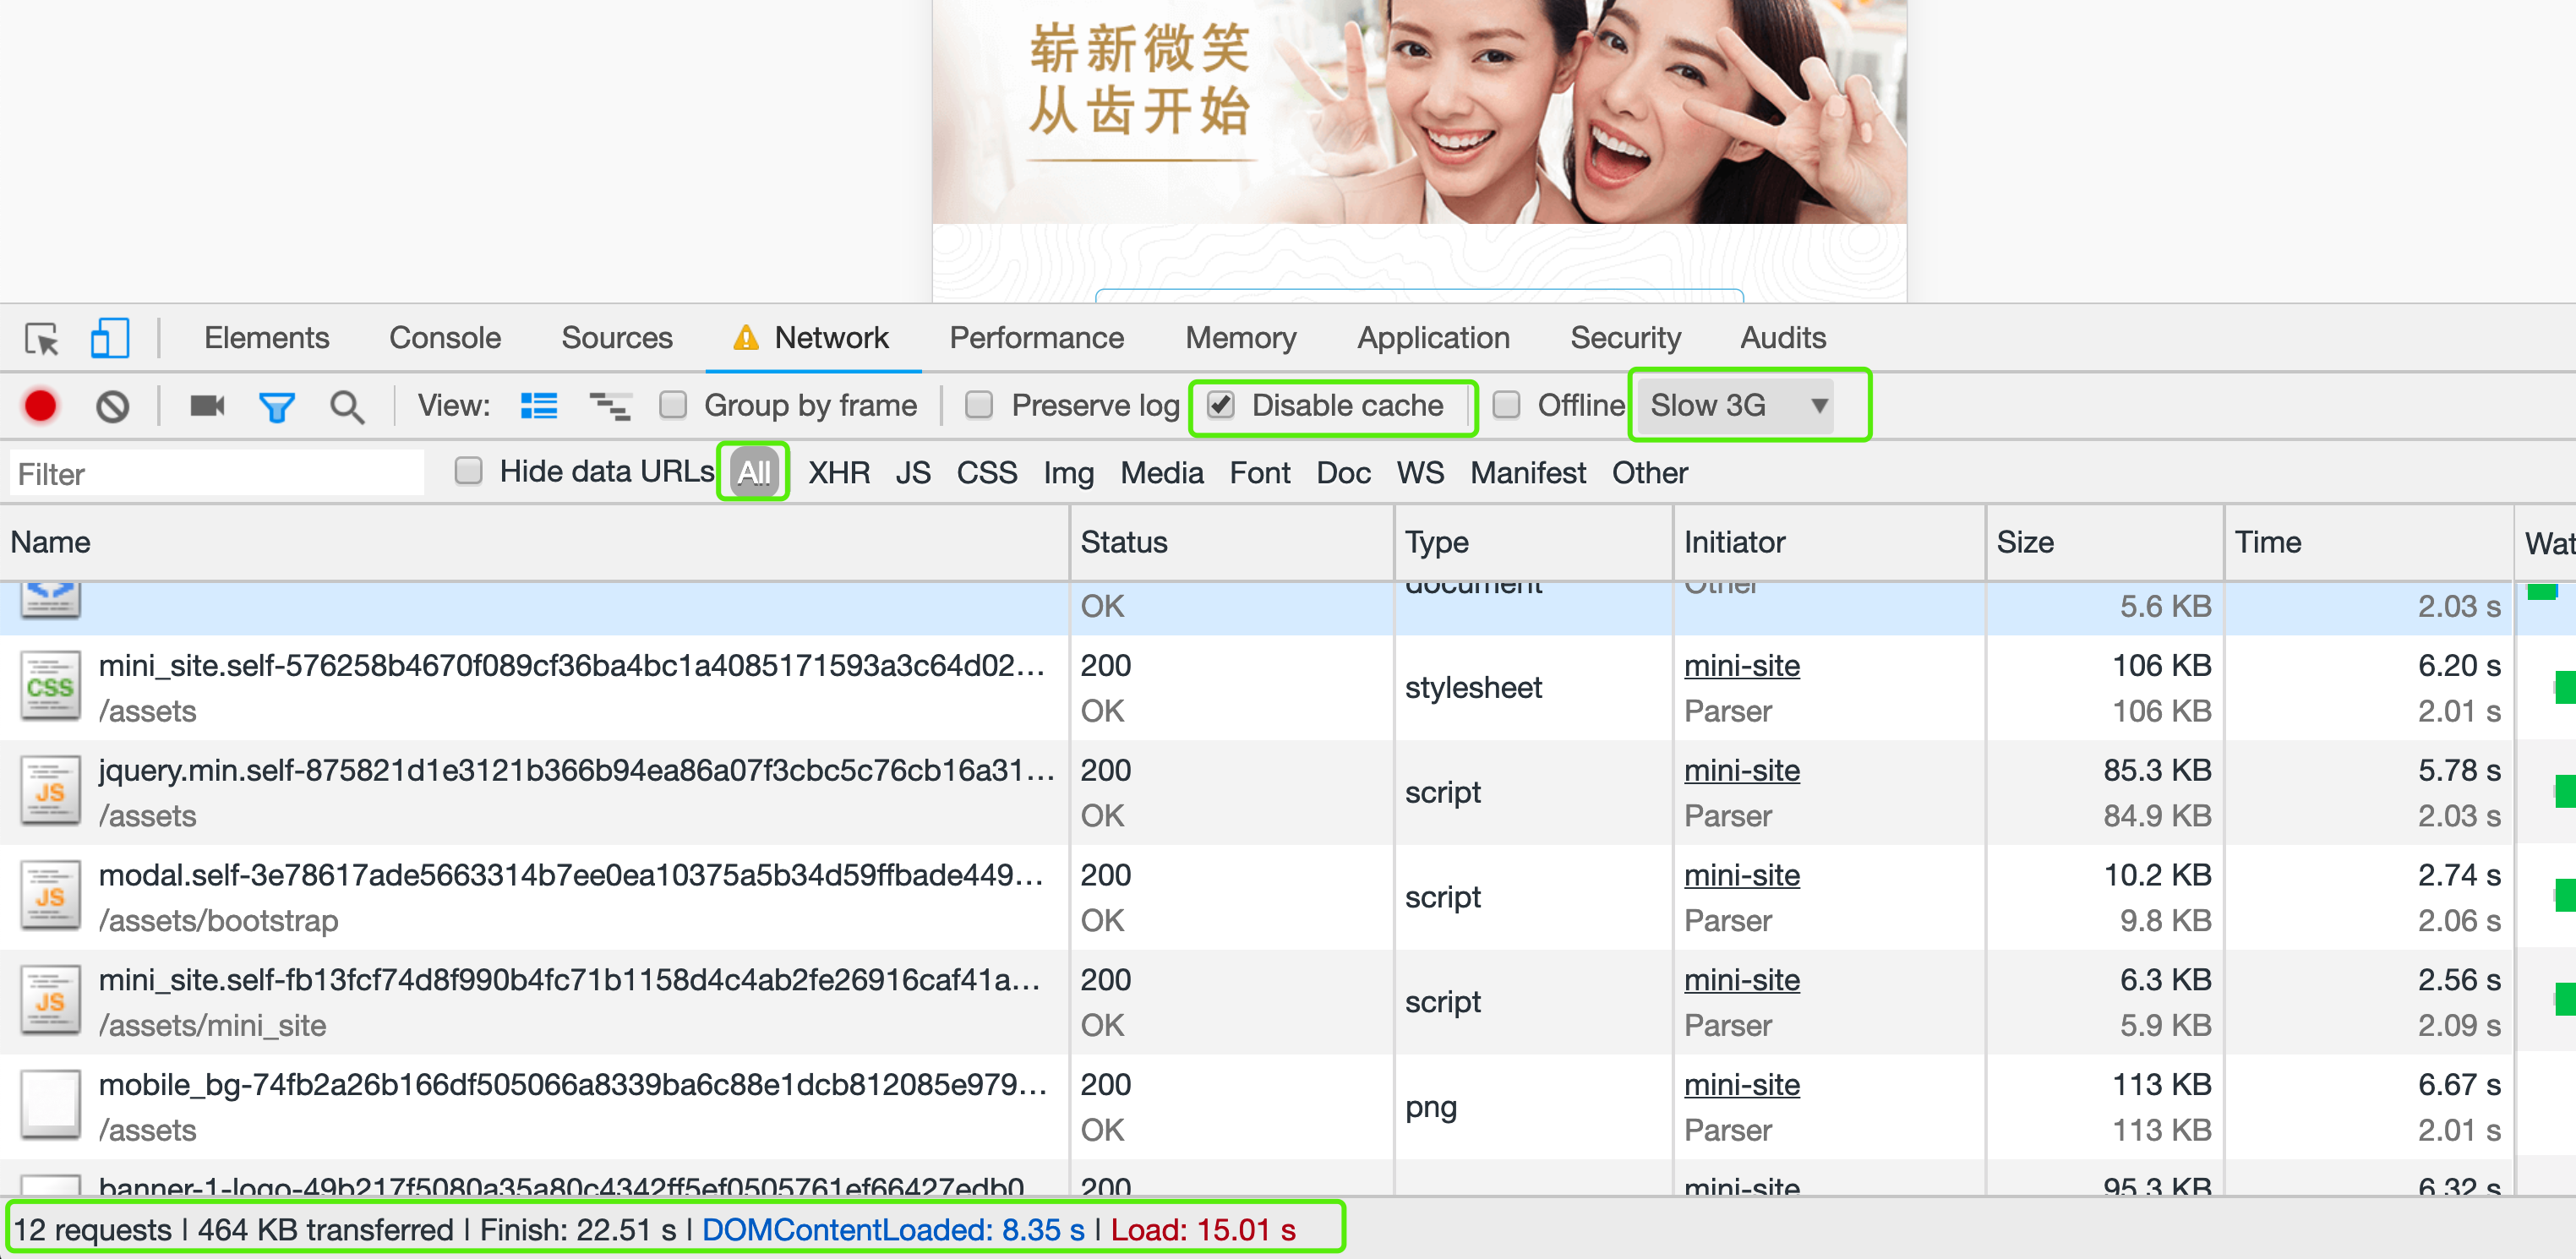 崭新微笑
从齿开始
Elements Console Sources Network Performance Memory Application Security Audits
View: Group by frame Preserve log Disable cache Offline Slow 3G ▼
Filter Hide data URLs All XHR JS CSS Img Media Font Doc WS Manifest Other
Name Status Type Initiator Size Time Wat
document Other
OK 5.6 KB 2.03 s
CSS mini_site.self-576258b4670f089cf36ba4bc1a4085171593a3c64d02… 200 stylesheet mini-site 106 KB 6.20 s
/assets OK Parser 106 KB 2.01 s
JS jquery.min.self-875821d1e3121b366b94ea86a07f3cbc5c76cb16a31… 200 script mini-site 85.3 KB 5.78 s
/assets OK Parser 84.9 KB 2.03 s
JS modal.self-3e78617ade5663314b7ee0ea10375a5b34d59ffbade449… 200 script mini-site 10.2 KB 2.74 s
/assets/bootstrap OK Parser 9.8 KB 2.06 s
JS mini_site.self-fb13fcf74d8f990b4fc71b1158d4c4ab2fe26916caf41a… 200 script mini-site 6.3 KB 2.56 s
/assets/mini_site OK Parser 5.9 KB 2.09 s
mobile_bg-74fb2a26b166df505066a8339ba6c88e1dcb812085e979… 200 png mini-site 113 KB 6.67 s
/assets OK Parser 113 KB 2.01 s
banner-1-logo-49b217f5080a35a80c4342ff5ef0505761ef66427edb0 200 mini-site 95.3 KB 6.32 s
12 requests | 464 KB transferred | Finish: 22.51 s | DOMContentLoaded: 8.35 s | Load: 15.01 s